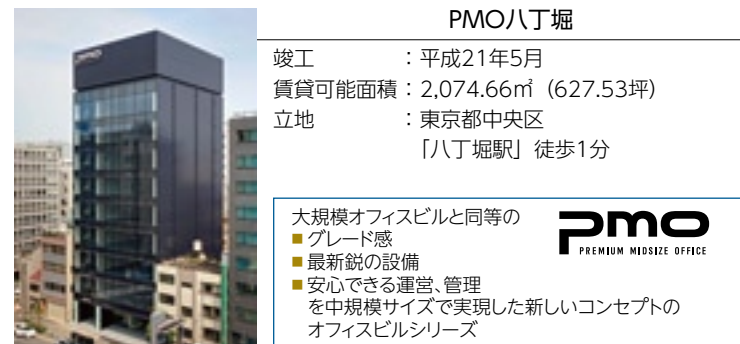 PMO八丁堀
pmo
竣工　　　　：平成21年5月
賃貸可能面積：2,074.66㎡（627.53坪）
立地　　　　：東京都中央区
「八丁堀駅」徒歩1分
大規模オフィスビルと同等の
■グレード感
■最新鋭の設備
■安心できる運営、管理
を中規模サイズで実現した新しいコンセプトの
オフィスビルシリーズ
pmo
PREMIUM MIDSIZE OFFICE